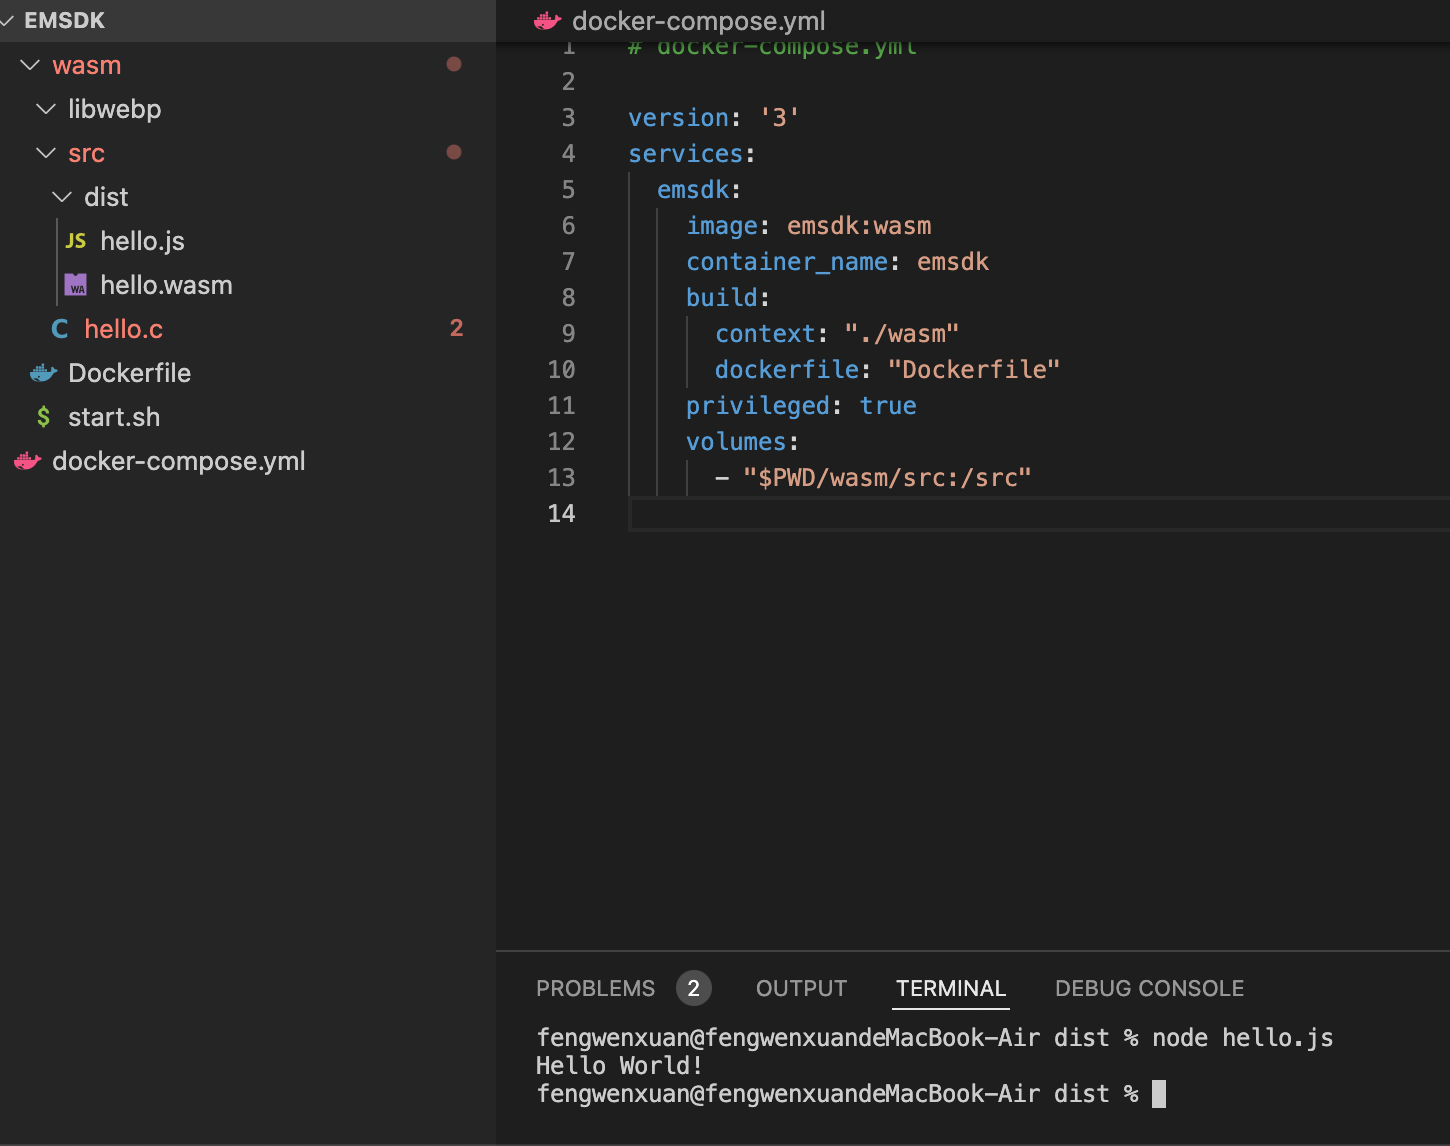 EMSDK
wasm
libwebp
src
dist
JS hello.js
WA hello.wasm
C hello.c 2
Dockerfile
$ start.sh
docker-compose.yml
docker-compose.yml
1 # docker-compose.yml
2
3 version: '3'
4 services:
5 emsdk:
6 image: emsdk:wasm
7 container_name: emsdk
8 build:
9 context: "./wasm"
10 dockerfile: "Dockerfile"
11 privileged: true
12 volumes:
13 - "$PWD/wasm/src:/src"
14
PROBLEMS 2 OUTPUT TERMINAL DEBUG CONSOLE
fengwenxuan@fengwenxuandeMacBook-Air dist % node hello.js
Hello World!
fengwenxuan@fengwenxuandeMacBook-Air dist %